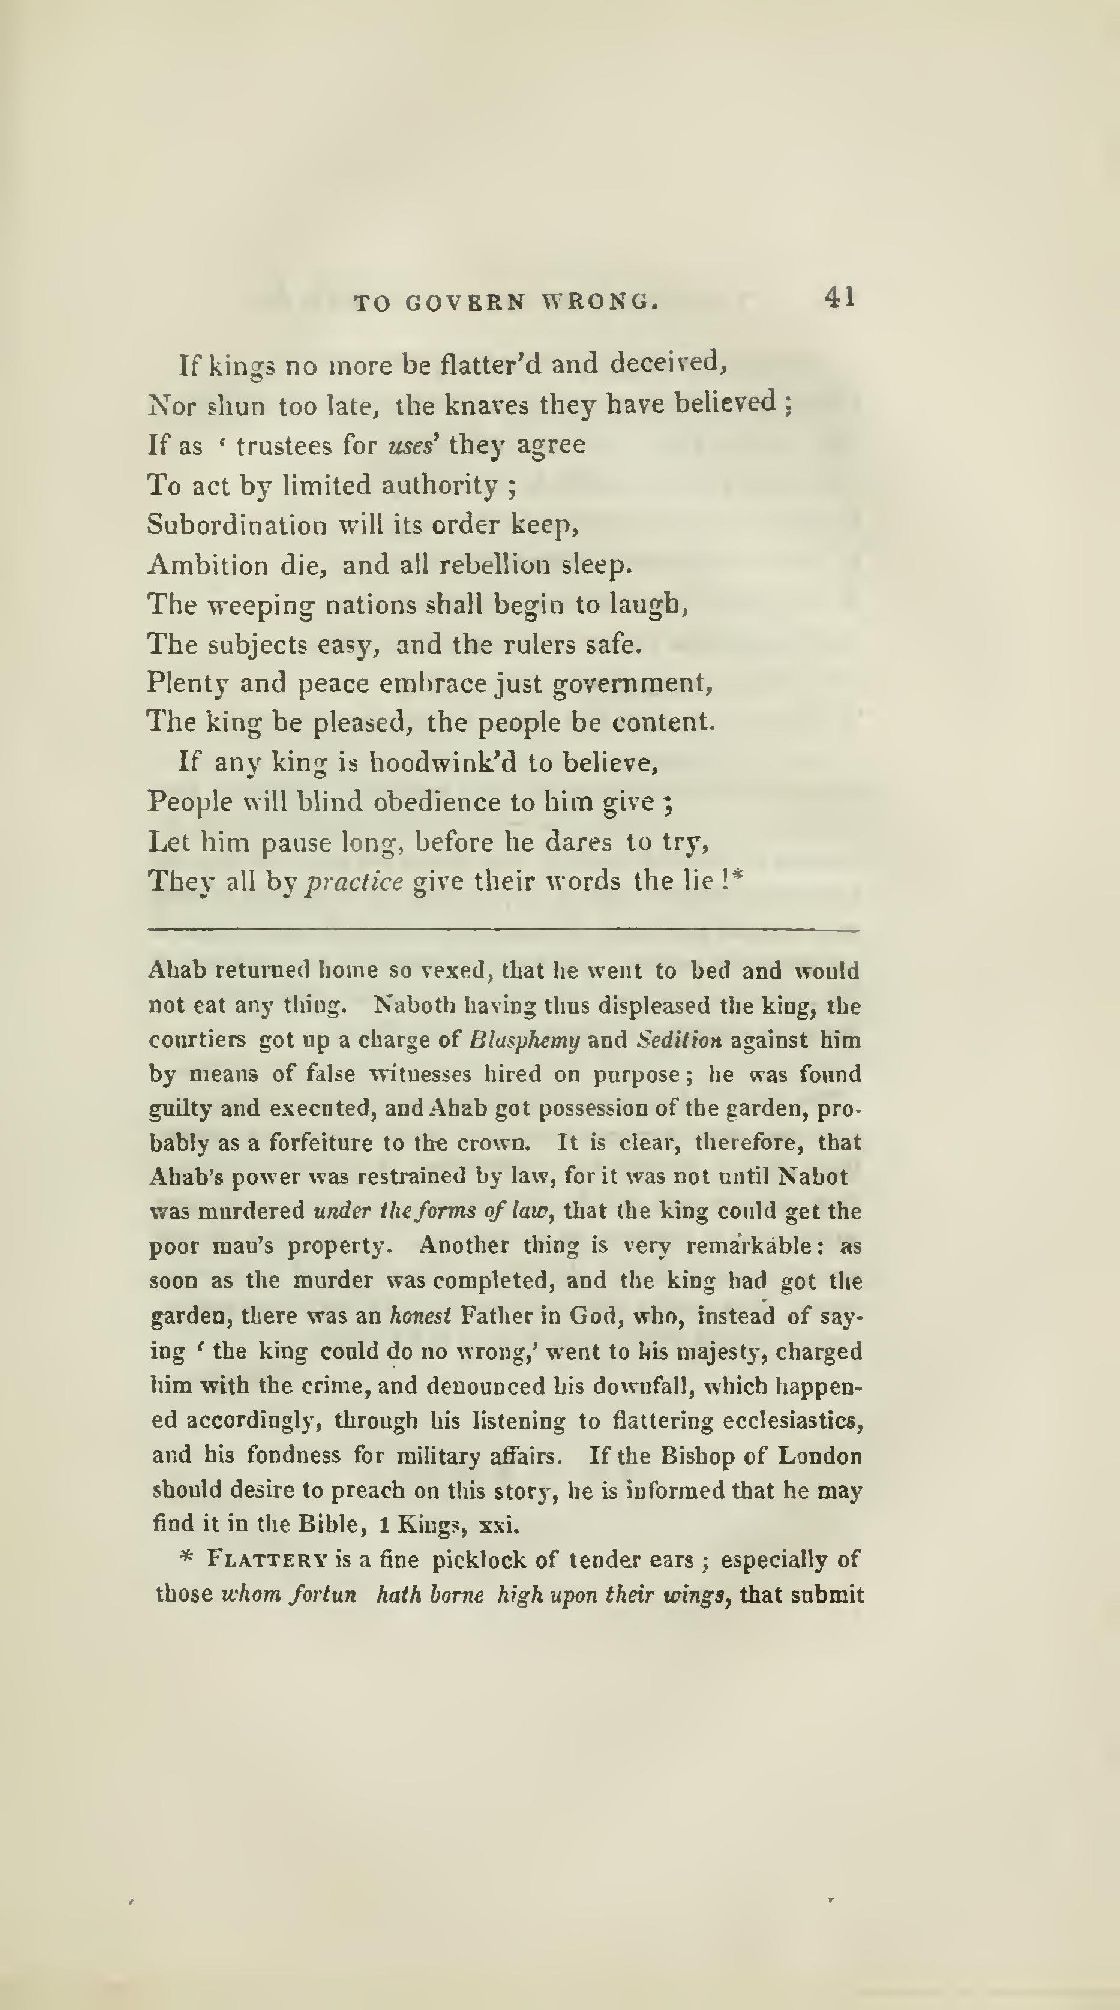 TO GOVERN WRONG. 41
If kings no more be flatter'd and deceived,
Nor shun too late, the knaves they have believed ;
If as ‘ trustees for uses’ they agree
To act by limited authority ;
Subordination will its order keep,
Ambition die, and all rebellion sleep.
The weeping nations shall begin to laugh,
The subjects easy, and the rulers safe.
Plenty and peace embrace just government,
The king be pleased, the people be content.
If any king is hoodwink'd to believe,
People will blind obedience to him give ;
Let him pause long, before he dares to try,
They all by practice give their words the lie !*
Ahab returned home so vexed, that he went to bed and would
not eat any thing. Naboth having thus displeased the king, the
courtiers got up a charge of Blasphemy and Sedition against him
by means of false witnesses hired on purpose ; he was found
guilty and executed, and Ahab got possession of the garden, pro-
bably as a forfeiture to the crown. It is clear, therefore, that
Ahab's power was restrained by law, for it was not until Nabot
was murdered under the forms of law, that the king could get the
poor man's property. Another thing is very remarkable : as
soon as the murder was completed, and the king had got the
garden, there was an honest Father in God, who, instead of say-
ing ‘ the king could do no wrong,’ went to his majesty, charged
him with the crime, and denounced his downfall, which happen-
ed accordingly, through his listening to flattering ecclesiastics,
and his fondness for military affairs. If the Bishop of London
should desire to preach on this story, he is informed that he may
find it in the Bible, 1 Kings, xxi.
* FLATTERY is a fine picklock of tender ears ; especially of
those whom fortun hath borne high upon their wings, that submit